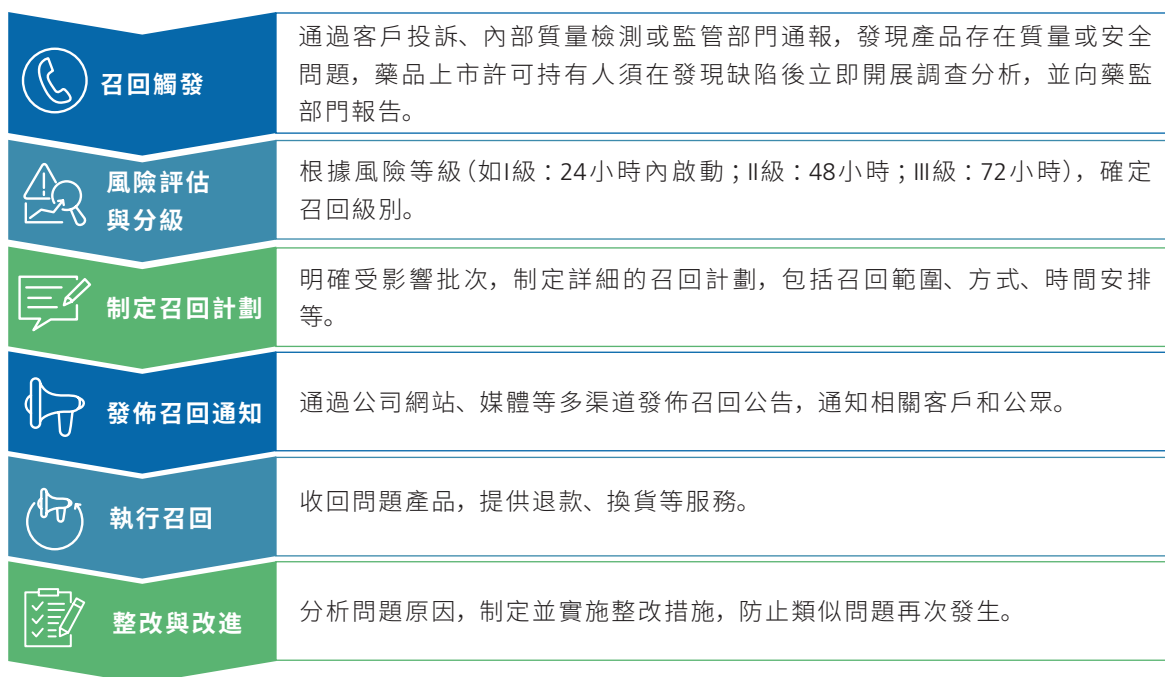 召回觸發
通過客戶投訴、內部質量檢測或監管部門通報，發現產品存在質量或安全
問題，藥品上市許可持有人須在發現缺陷後立即開展調查分析，並向藥監
部門報告。
風險評估
與分級
根據風險等級（如I級：24小時內啟動；II級：48小時；III級：72小時），確定
召回級別。
制定召回計劃
明確受影響批次，制定詳細的召回計劃，包括召回範圍、方式、時間安排
等。
發佈召回通知
通過公司網站、媒體等多渠道發佈召回公告，通知相關客戶和公眾。
執行召回
收回問題產品，提供退款、換貨等服務。
整改與改進
分析問題原因，制定並實施整改措施，防止類似問題再次發生。